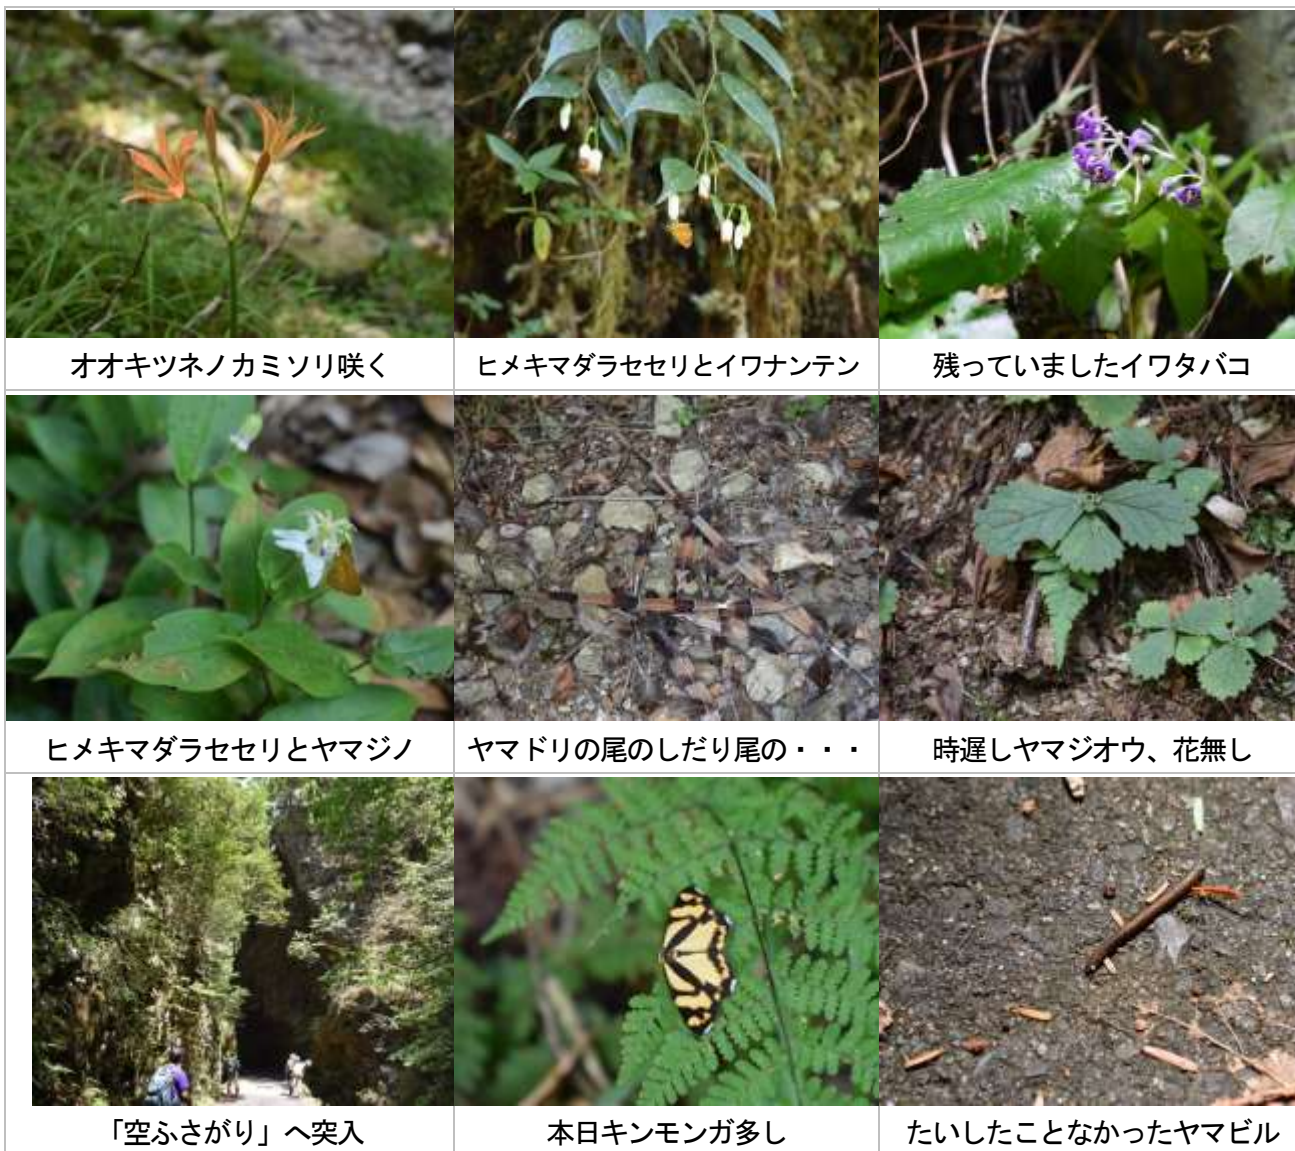 オオキツネノカミソリ咲く
ヒメキマダラセセリとイワナンテン
残っていましたイワタバコ
ヒメキマダラセセリとヤマジノ
ヤマドリの尾のしだり尾の・・・
時遅しヤマジオウ、花無し
「空ふさがり」へ突入
本日キンモンガ多し
たいしたことなかったヤマビル